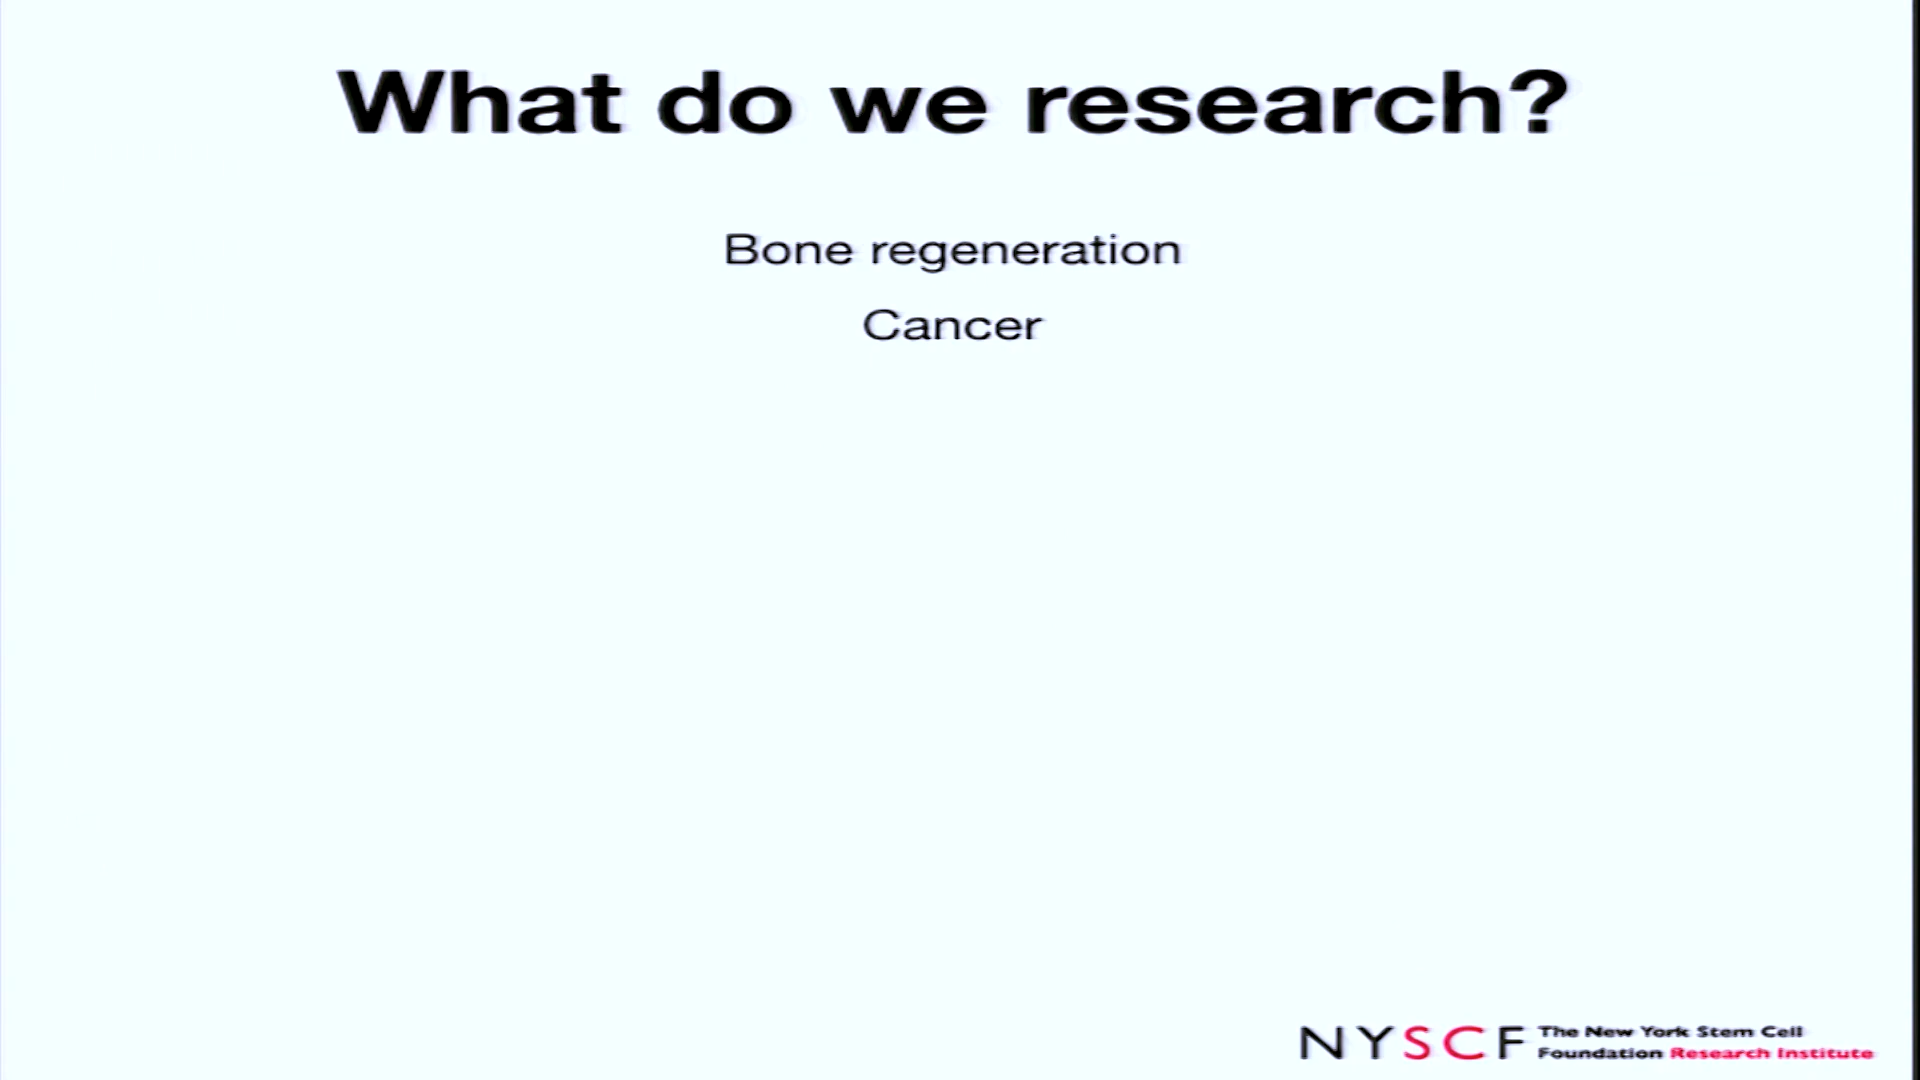 What do we research?
Bone regeneration
Cancer
NYSCF The New York Stem Cell
Foundation Research Institute